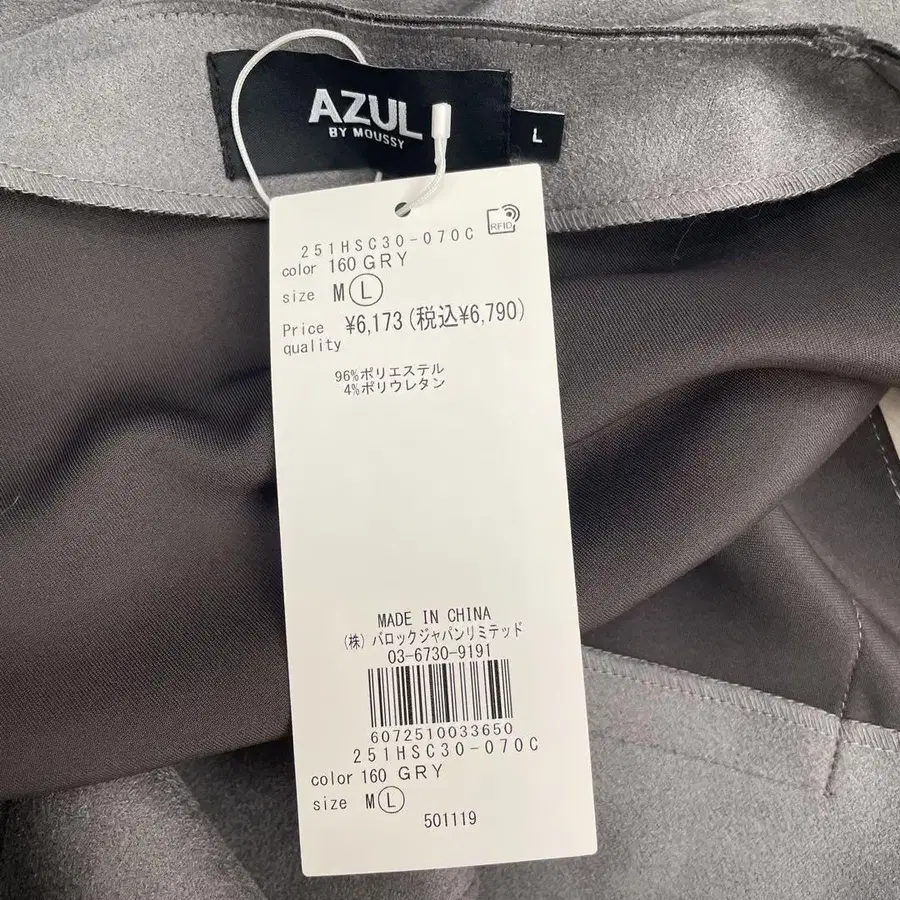 AZUL
BY MOUSSY
L
251HSC30-070C
RFID
color 160 GRY
size M L
Price ¥6,173(税込¥6,790)
quality
96%ポリエステル
4%ポリウレタン
MADE IN CHINA
(株) バロックジャパンリミテッド
03-6730-9191
6072510033650
251HSC30-070C
color 160 GRY
size M L
501119